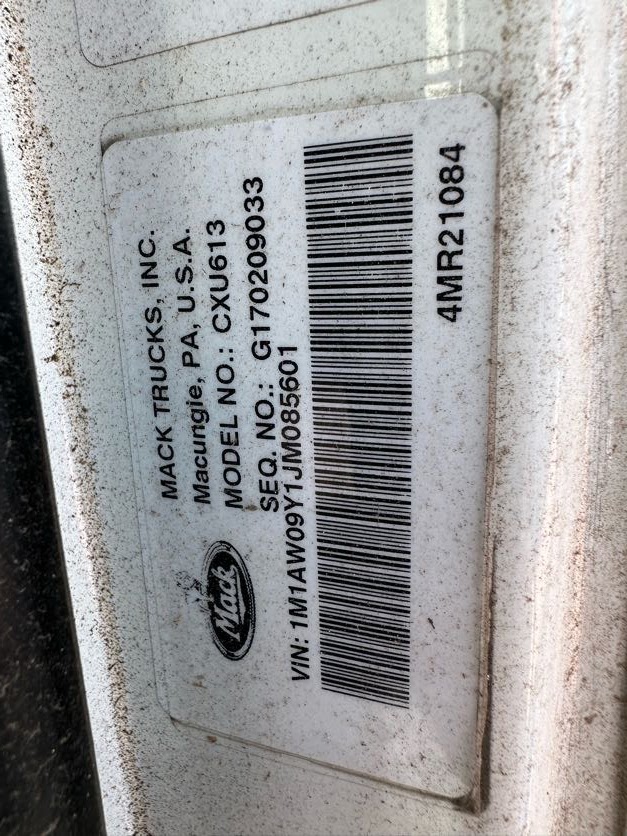 MACK TRUCKS, INC.
Macungie, PA, U.S.A.
MODEL NO.: CXU613
SEQ. NO.: G170209033
Mack
VIN: 1M1AW09Y1JM085601
4MR21084